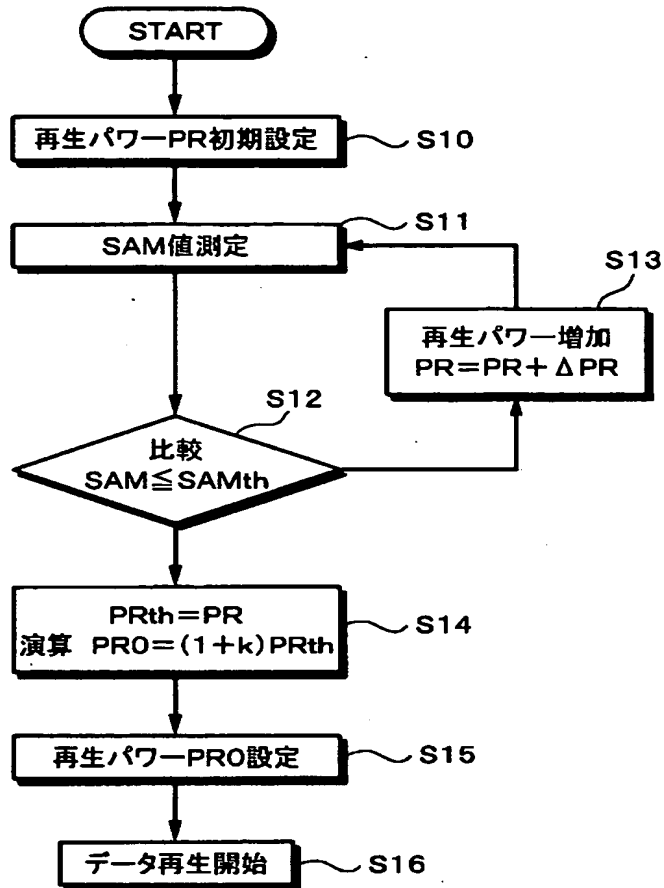 START
再生パワーPR初期設定
S10
SAM値測定
S11
S13
再生パワー増加
PR=PR+ΔPR
S12
比較
SAM≦SAMth
PRth=PR
演算 PRO=(1+k)PRth
S14
再生パワーPRO設定
S15
データ再生開始
S16